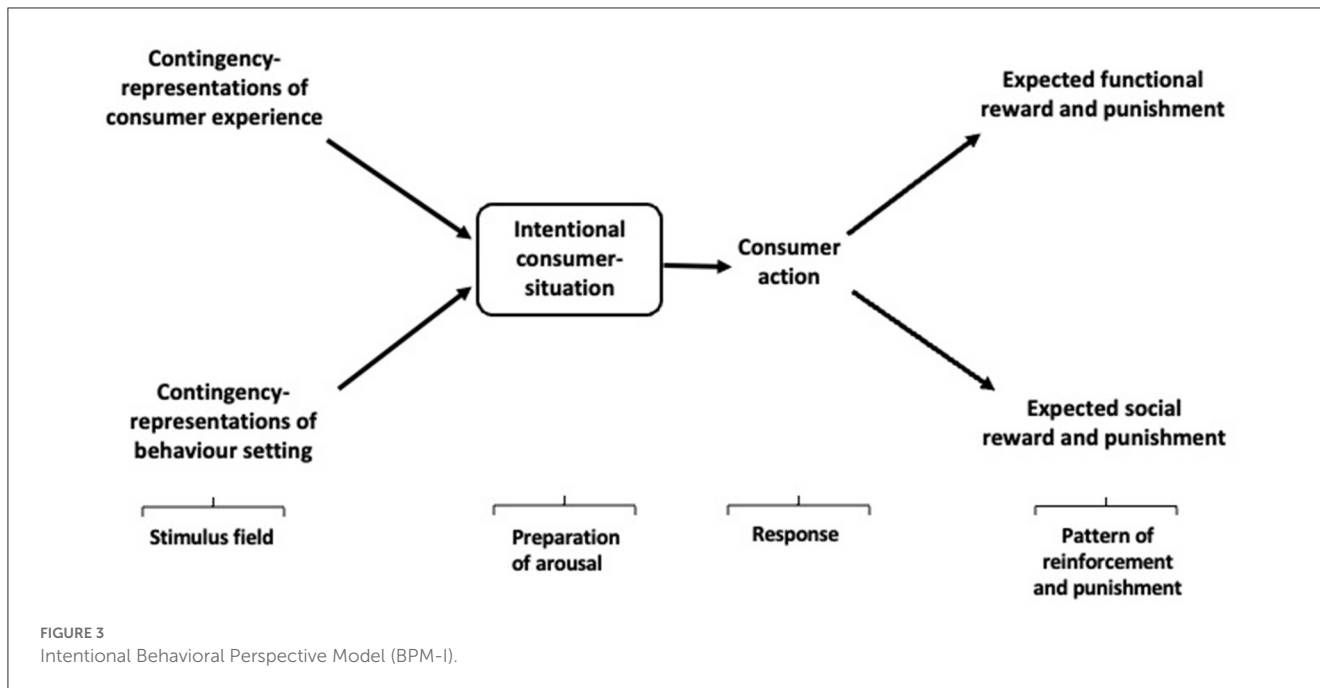 Contingency-
representations of
consumer experience
Expected functional
reward and punishment
Intentional
consumer-
situation
Consumer
action
Contingency-
representations of
behaviour setting
Expected social
reward and punishment
Stimulus field
Preparation
of arousal
Response
Pattern of
reinforcement
and punishment
FIGURE 3
Intentional Behavioral Perspective Model (BPM-I).